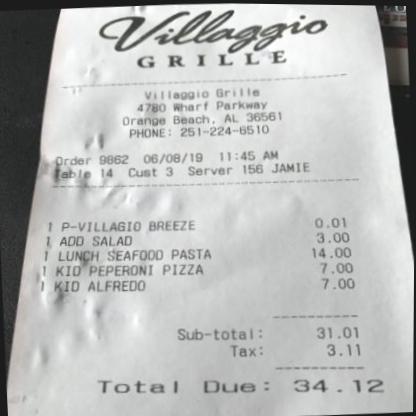 Villaggio
GRILLE
Villaggio Grille
4780 Wharf Parkway
Orange Beach, AL 36561
PHONE: 251-224-6510
Order 9862 06/08/19 11:45 AM
Table 14 Cust 3 Server 156 JAMIE
1 P-VILLAGIO BREEZE 0.01
1 ADD SALAD 3.00
1 LUNCH SEAFOOD PASTA 14.00
1 KID PEPERONI PIZZA 7.00
1 KID ALFREDO 7.00
Sub-total: 31.01
Tax: 3.11
Total Due: 34.12